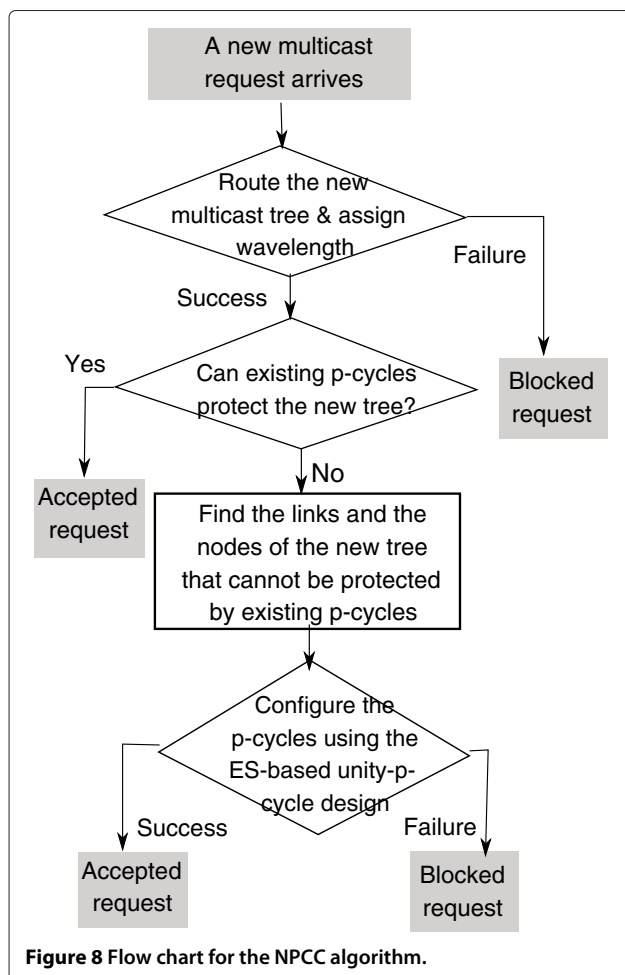 A new multicast
request arrives
Route the new
multicast tree & assign
wavelength
Failure
Success
Yes
Can existing p-cycles
protect the new tree?
Blocked
request
No
Accepted
request
Find the links and the
nodes of the new tree
that cannot be protected
by existing p-cycles
Configure the
p-cycles using the
ES-based unity-p-
cycle design
Success
Failure
Accepted
request
Blocked
request
Figure 8 Flow chart for the NPCC algorithm.